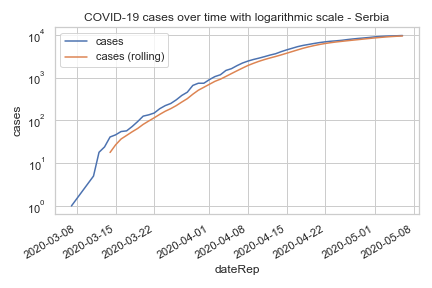 COVID-19 cases over time with logarithmic scale - Serbia
cases
cases (rolling)
10⁴
10³
10²
10¹
10⁰
cases
2020-03-08
2020-03-15
2020-03-22
2020-04-01
2020-04-08
2020-04-15
2020-04-22
2020-05-01
2020-05-08
dateRep